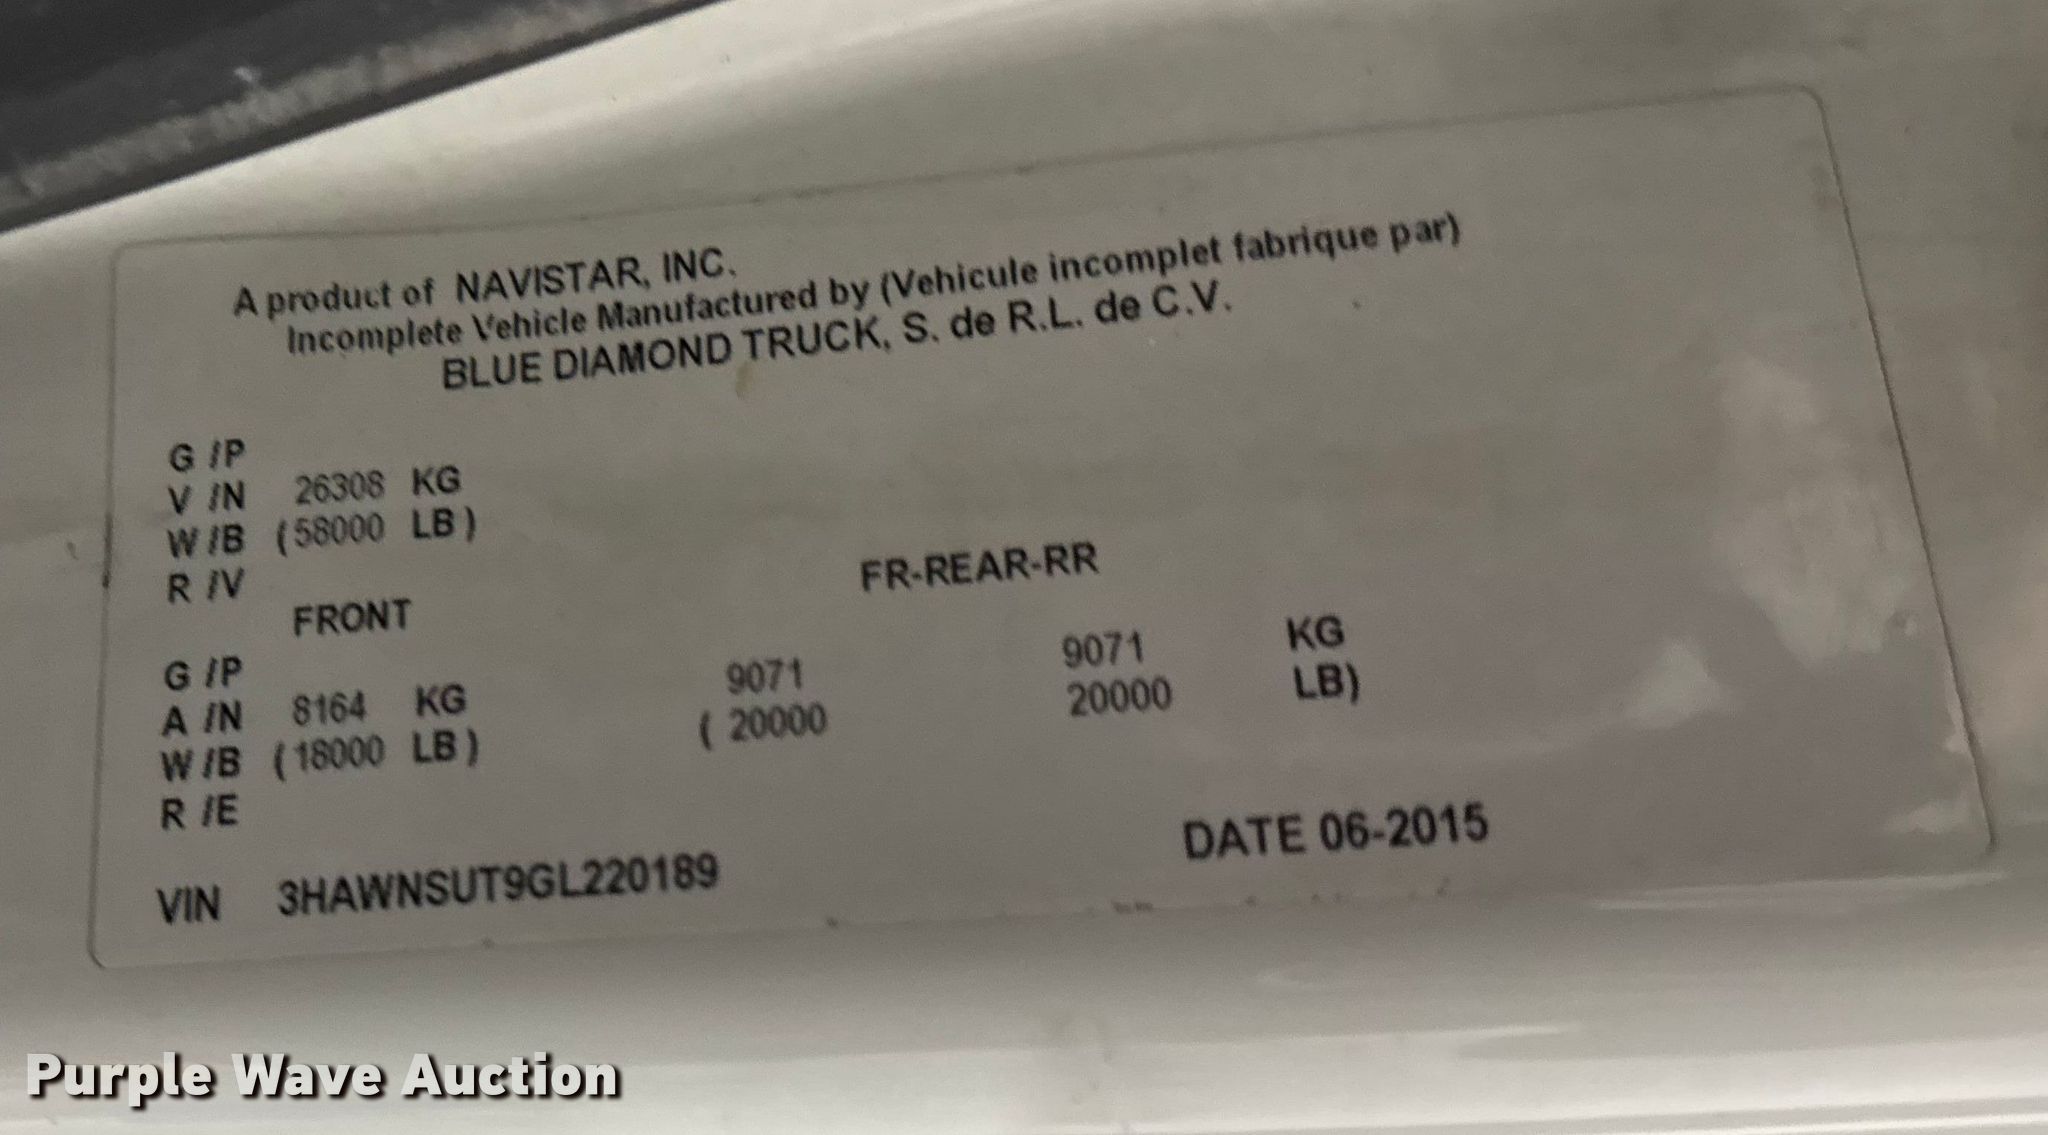 A product of NAVISTAR, INC.
Incomplete Vehicle Manufactured by (Vehicule incomplet fabrique par)
BLUE DIAMOND TRUCK, S. de R.L. de C.V.
G /P
V /N 26308 KG
W /B (58000 LB)
R /V
FRONT FR-REAR-RR
G /P
A /N 8164 KG 9071 9071 KG
W /B (18000 LB) ( 20000 20000 LB)
R /E
VIN 3HAWNSUT9GL220189 DATE 06-2015
Purple Wave Auction